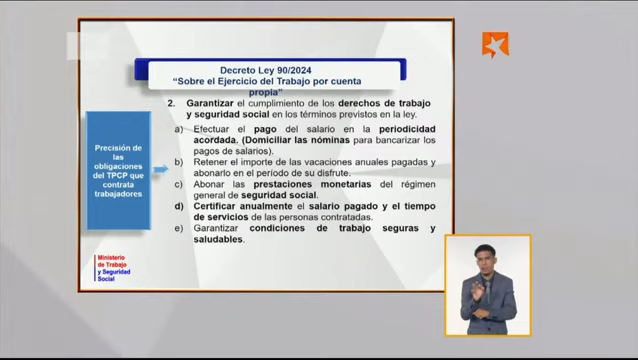 Decreto Ley 90/2024
“Sobre el Ejercicio del Trabajo por cuenta
propia”
2. Garantizar el cumplimiento de los derechos de trabajo
y seguridad social en los términos previstos en la ley.
Precisión de
las
obligaciones
del TPCP que
contrata
trabajadores
a) Efectuar el pago del salario en la periodicidad
acordada. (Domiciliar las nóminas para bancarizar los
pagos de salarios).
b) Retener el importe de las vacaciones anuales pagadas y
abonarlo en el período de su disfrute.
c) Abonar las prestaciones monetarias del régimen
general de seguridad social.
d) Certificar anualmente el salario pagado y el tiempo
de servicios de las personas contratadas.
e) Garantizar condiciones de trabajo seguras y
saludables.
Ministerio
de Trabajo
y Seguridad
Social